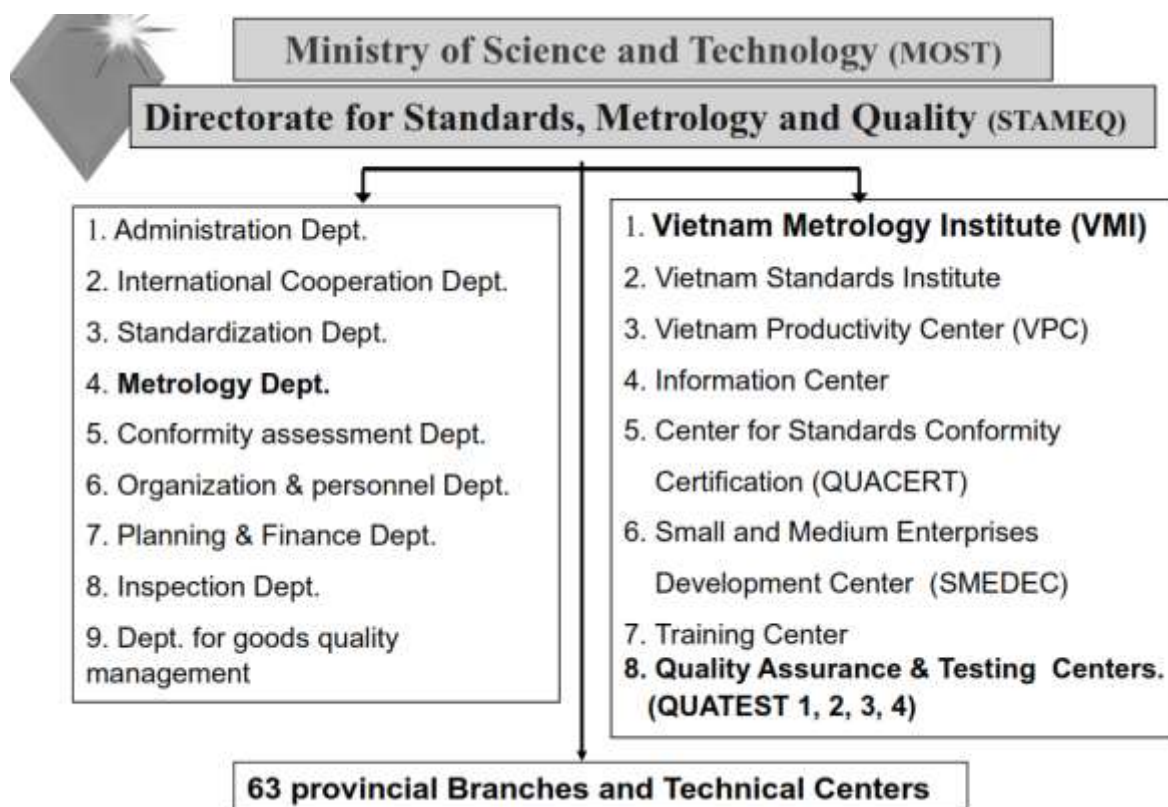 Ministry of Science and Technology (MOST)
Directorate for Standards, Metrology and Quality (STAMEQ)
1. Administration Dept.
2. International Cooperation Dept.
3. Standardization Dept.
4. Metrology Dept.
5. Conformity assessment Dept.
6. Organization & personnel Dept.
7. Planning & Finance Dept.
8. Inspection Dept.
9. Dept. for goods quality
management
1. Vietnam Metrology Institute (VMI)
2. Vietnam Standards Institute
3. Vietnam Productivity Center (VPC)
4. Information Center
5. Center for Standards Conformity
Certification (QUACERT)
6. Small and Medium Enterprises
Development Center (SMEDEC)
7. Training Center
8. Quality Assurance & Testing Centers.
(QUATEST 1, 2, 3, 4)
63 provincial Branches and Technical Centers